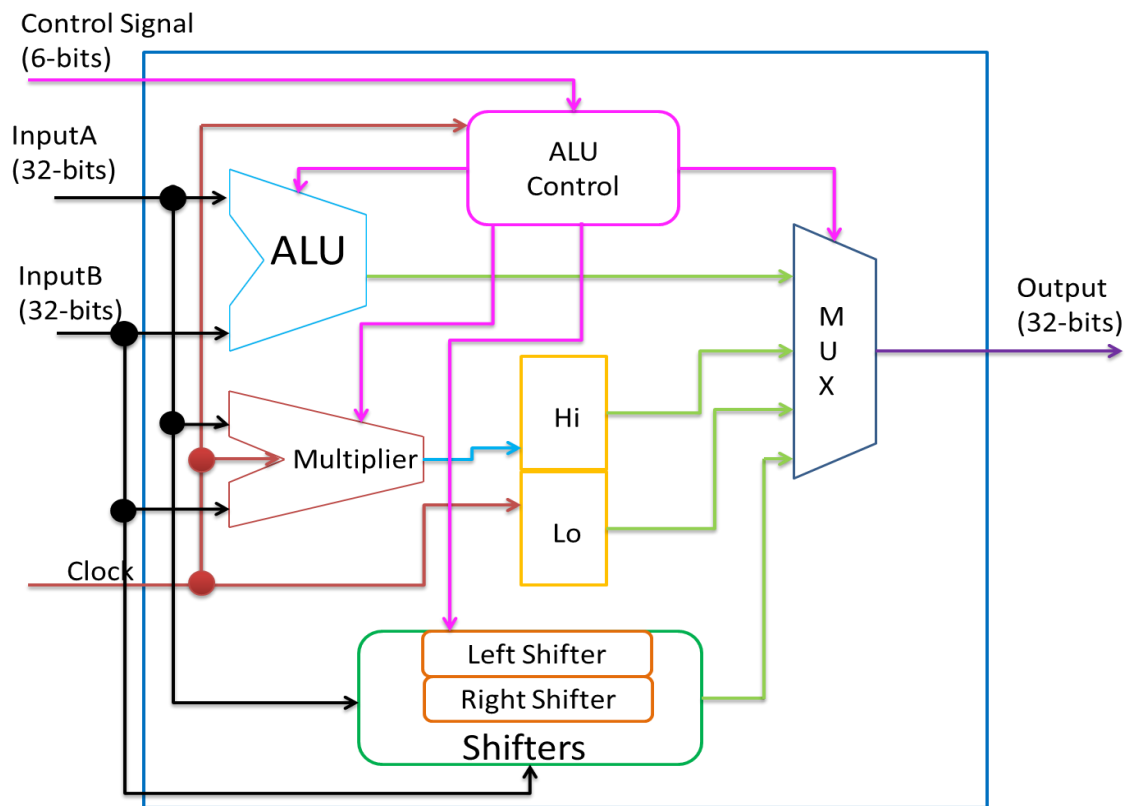 Control Signal
(6-bits)
InputA
(32-bits)
ALU
Control
ALU
InputB
(32-bits)
Output
(32-bits)
M
U
X
Hi
Multiplier
Lo
Clock
Left Shifter
Right Shifter
Shifters